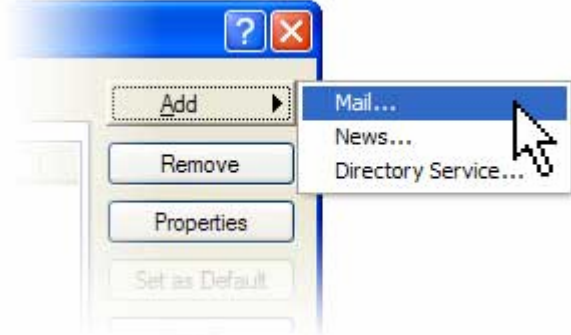 ?
Add
Mail...
News...
Directory Service...
Remove
Properties
Set as Default